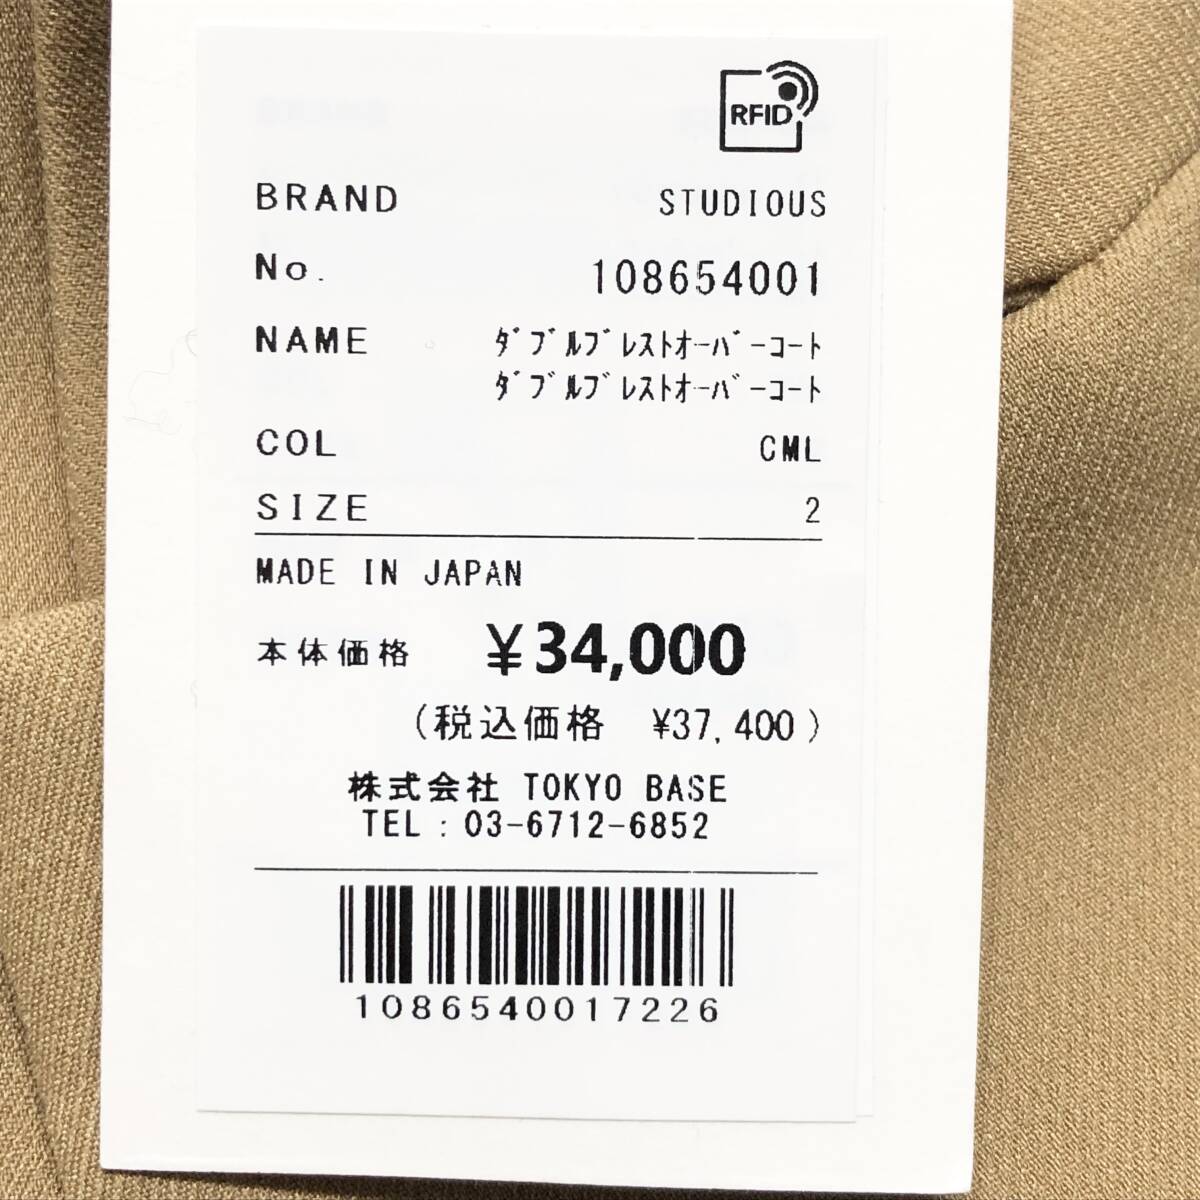 RFID
BRAND STUDIOUS
No. 108654001
NAME ﾀﾞﾌﾞﾙﾌﾞﾚｽﾄｵｰﾊﾞｰｺｰﾄ
ﾀﾞﾌﾞﾙﾌﾞﾚｽﾄｵｰﾊﾞｰｺｰﾄ
COL CML
SIZE 2
MADE IN JAPAN
本体価格 ¥34,000
(税込価格 ¥37,400)
株式会社 TOKYO BASE
TEL : 03-6712-6852
1086540017226